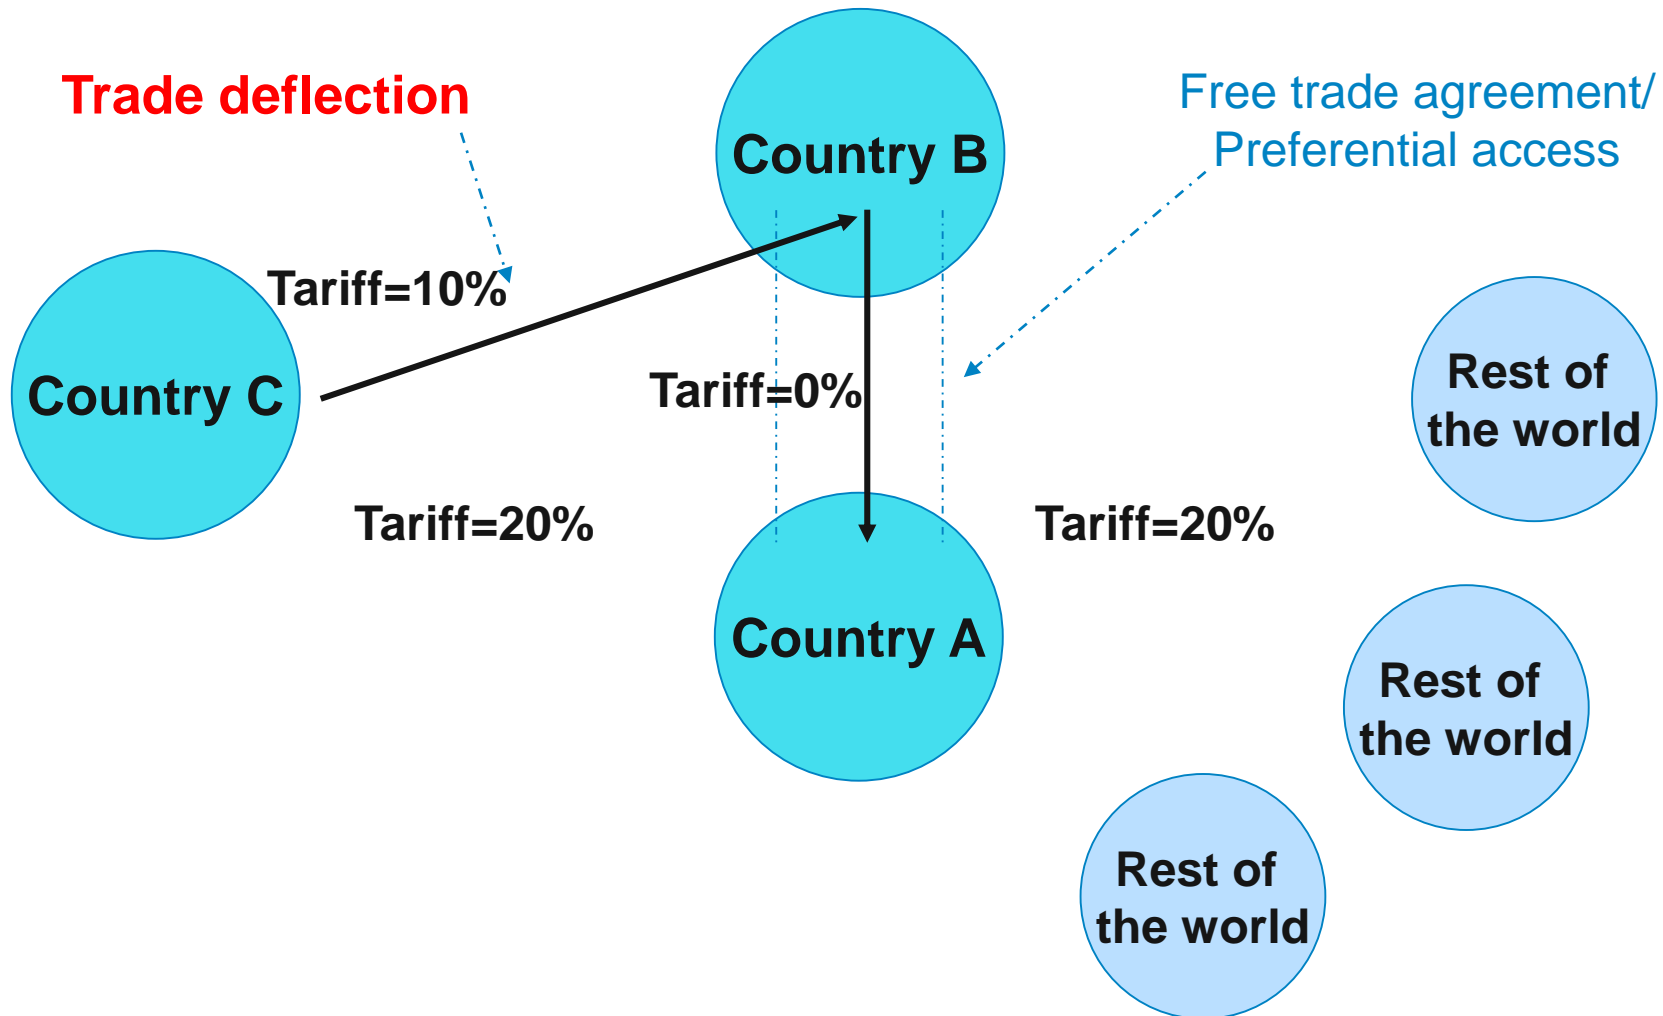 Trade deflection
Country B
Free trade agreement/
Preferential access
Tariff=10%
Country C
Tariff=0%
Rest of
the world
Tariff=20%
Tariff=20%
Country A
Rest of
the world
Rest of
the world